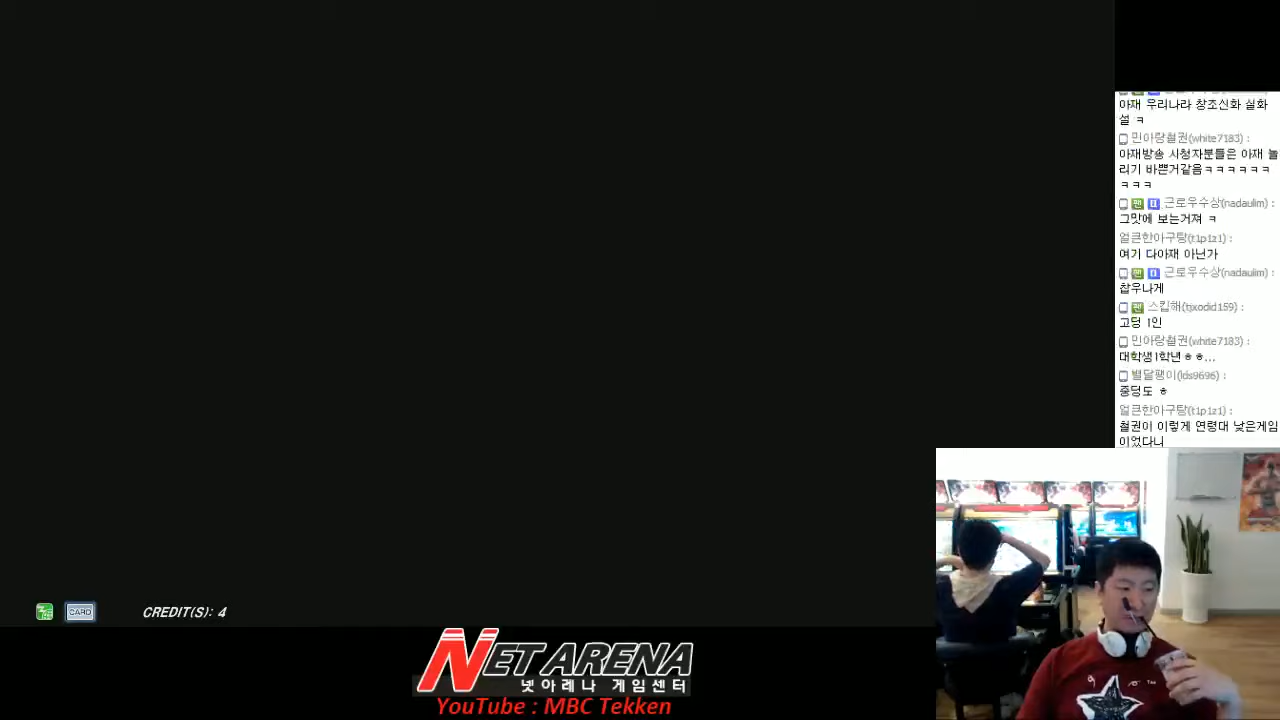 아재 우리나라 창조신화 실화
설 ㅋ
민아랑철권(white7183) :
아재방송 시청자분들은 아재 놀
리기 바쁜거같음ㅋㅋㅋㅋㅋㅋ
ㅋㅋㅋ
팬 근로우수상(nadaulim) :
그맛에 보는거져 ㅋ
얼큰한아구탕(t1p1z1) :
여기 다아재 아닌가
팬 근로우수상(nadaulim) :
찹우나게
팬 스킵해(tjxodid159) :
고딩 1인
민아랑철권(white7183) :
대학생1학년ㅎㅎ...
밸달팽이(lds9696) :
중딩도 ㅎ
얼큰한아구탕(t1p1z1) :
철권이 이렇게 연령대 낮은게임
이었다니
CARD CREDIT(S): 4
NET ARENA
넷아레나 게임센터
YouTube : MBC Tekken